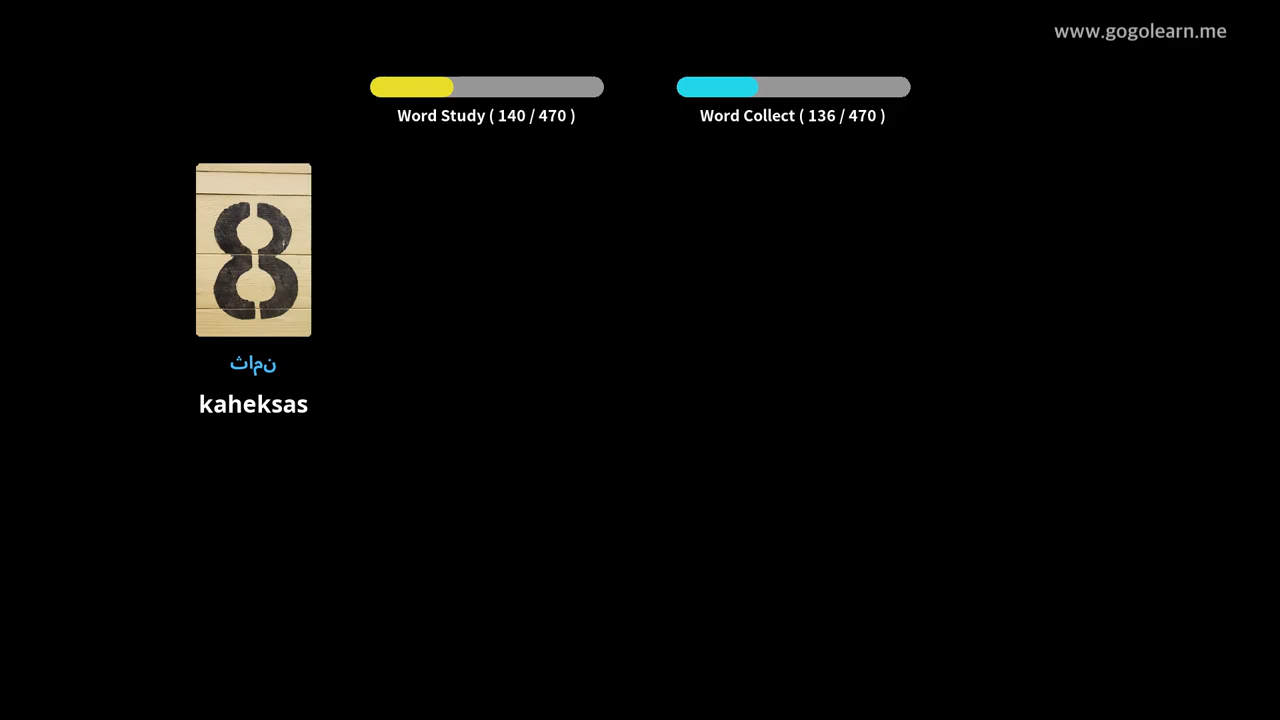 www.gogolearn.me
Word Study ( 140 / 470 )
Word Collect ( 136 / 470 )
8
ثامن
kaheksas